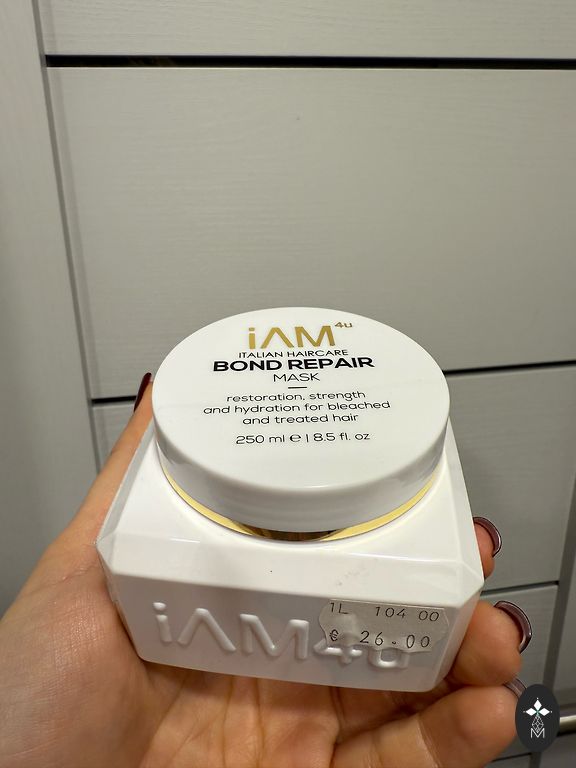 iAM4u
ITALIAN HAIRCARE
BOND REPAIR
MASK
restoration, strength
and hydration for bleached
and treated hair
250 ml ℮ | 8.5 fl. oz
iAM4u
1L 104 00
€ 26.00